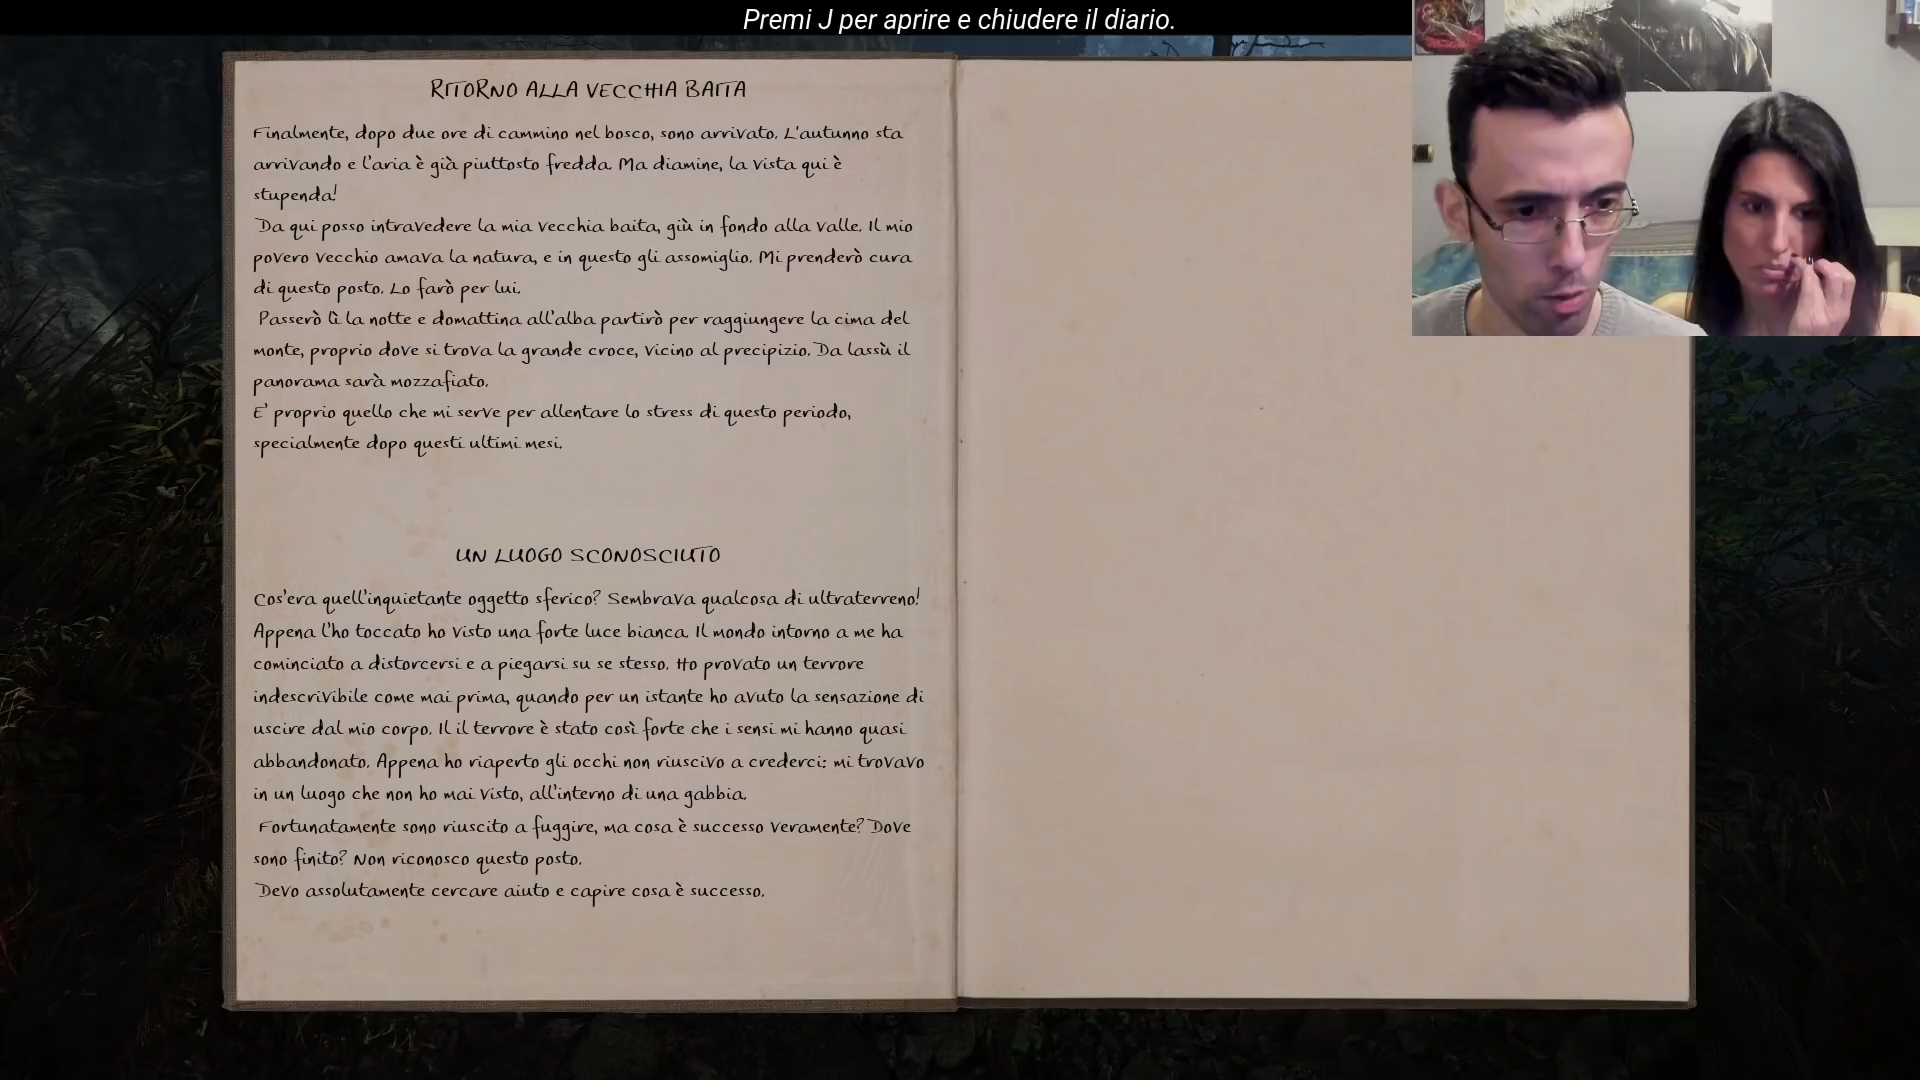 Premi J per aprire e chiudere il diario.
RITORNO ALLA VECCHIA BAITA
Finalmente, dopo due ore di cammino nel bosco, sono arrivato. L'autunno sta
arrivando e l'aria è già piuttosto fredda. Ma diamine, la vista qui è
stupenda!
Da qui posso intravedere la mia vecchia baita, giù in fondo alla valle. Il mio
povero vecchio amava la natura, e in questo gli assomiglio. Mi prenderò cura
di questo posto. Lo farò per lui.
Passerò lì la notte e domattina all'alba partirò per raggiungere la cima del
monte, proprio dove si trova la grande croce, vicino al precipizio. Da lassù il
panorama sarà mozzafiato.
E' proprio quello che mi serve per allentare lo stress di questo periodo,
specialmente dopo questi ultimi mesi.
UN LUOGO SCONOSCIUTO
Cos'era quell'inquietante oggetto sferico? Sembrava qualcosa di ultraterreno!
Appena l'ho toccato ho visto una forte luce bianca. Il mondo intorno a me ha
cominciato a distorcersi e a piegarsi su se stesso. Ho provato un terrore
indescrivibile come mai prima, quando per un istante ho avuto la sensazione di
uscire dal mio corpo. Il il terrore è stato così forte che i sensi mi hanno quasi
abbandonato. Appena ho riaperto gli occhi non riuscivo a crederci: mi trovavo
in un luogo che non ho mai visto, all'interno di una gabbia.
Fortunatamente sono riuscito a fuggire, ma cosa è successo veramente? Dove
sono finito? Non riconosco questo posto.
Devo assolutamente cercare aiuto e capire cosa è successo.